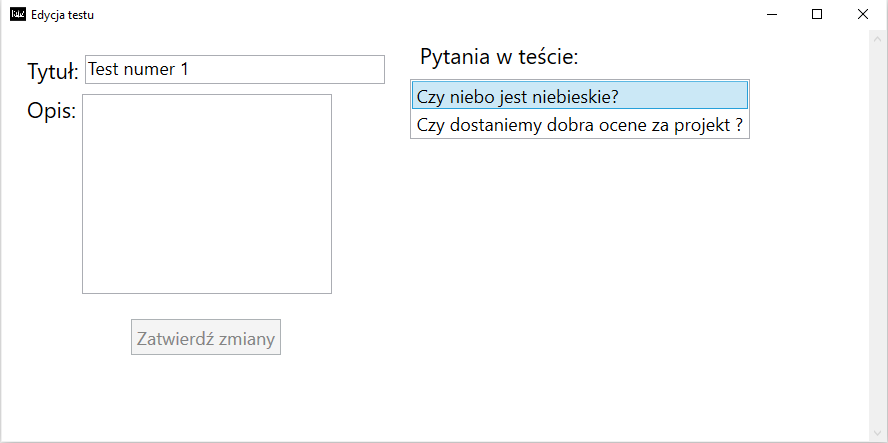 Edycja testu
Tytuł: Test numer 1
Opis:
Zatwierdź zmiany
Pytania w teście:
Czy niebo jest niebieskie?
Czy dostaniemy dobra ocene za projekt ?